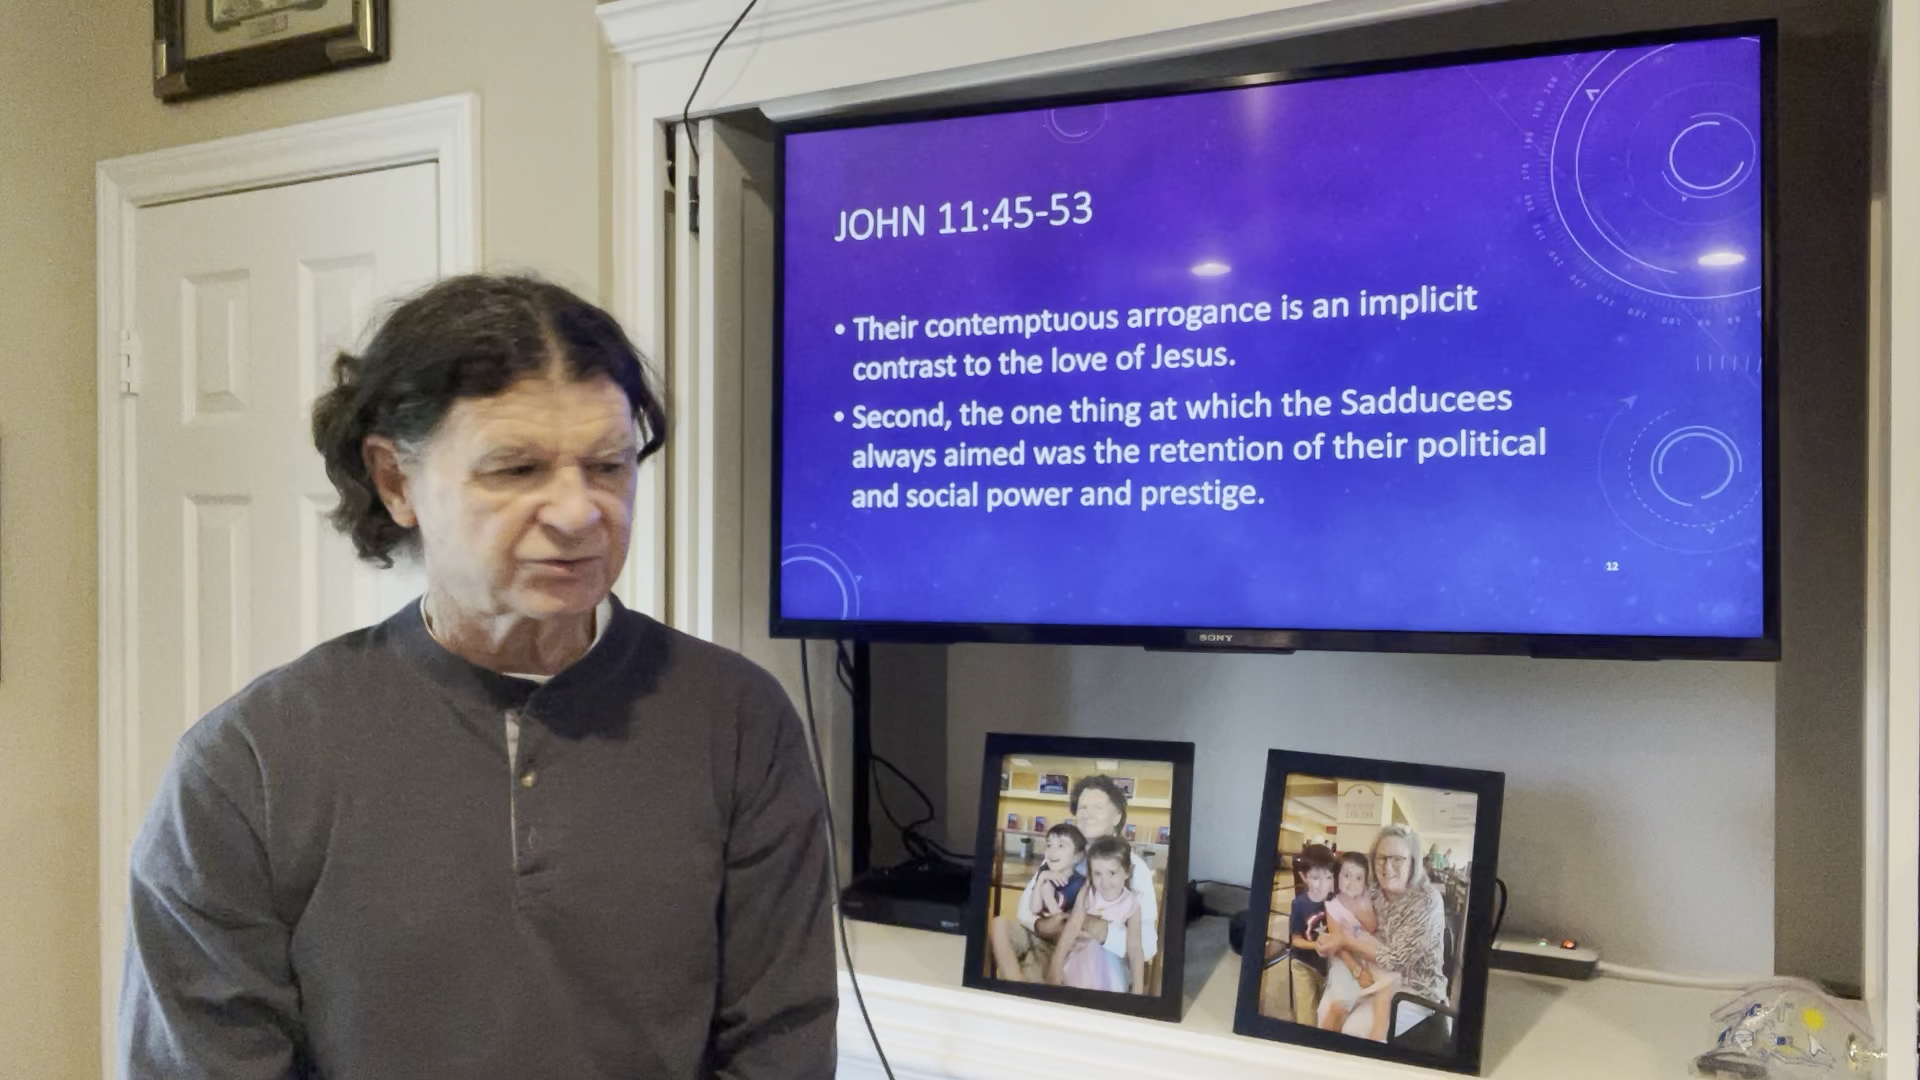 JOHN 11:45-53
• Their contemptuous arrogance is an implicit
contrast to the love of Jesus.
• Second, the one thing at which the Sadducees
always aimed was the retention of their political
and social power and prestige.
12
SONY